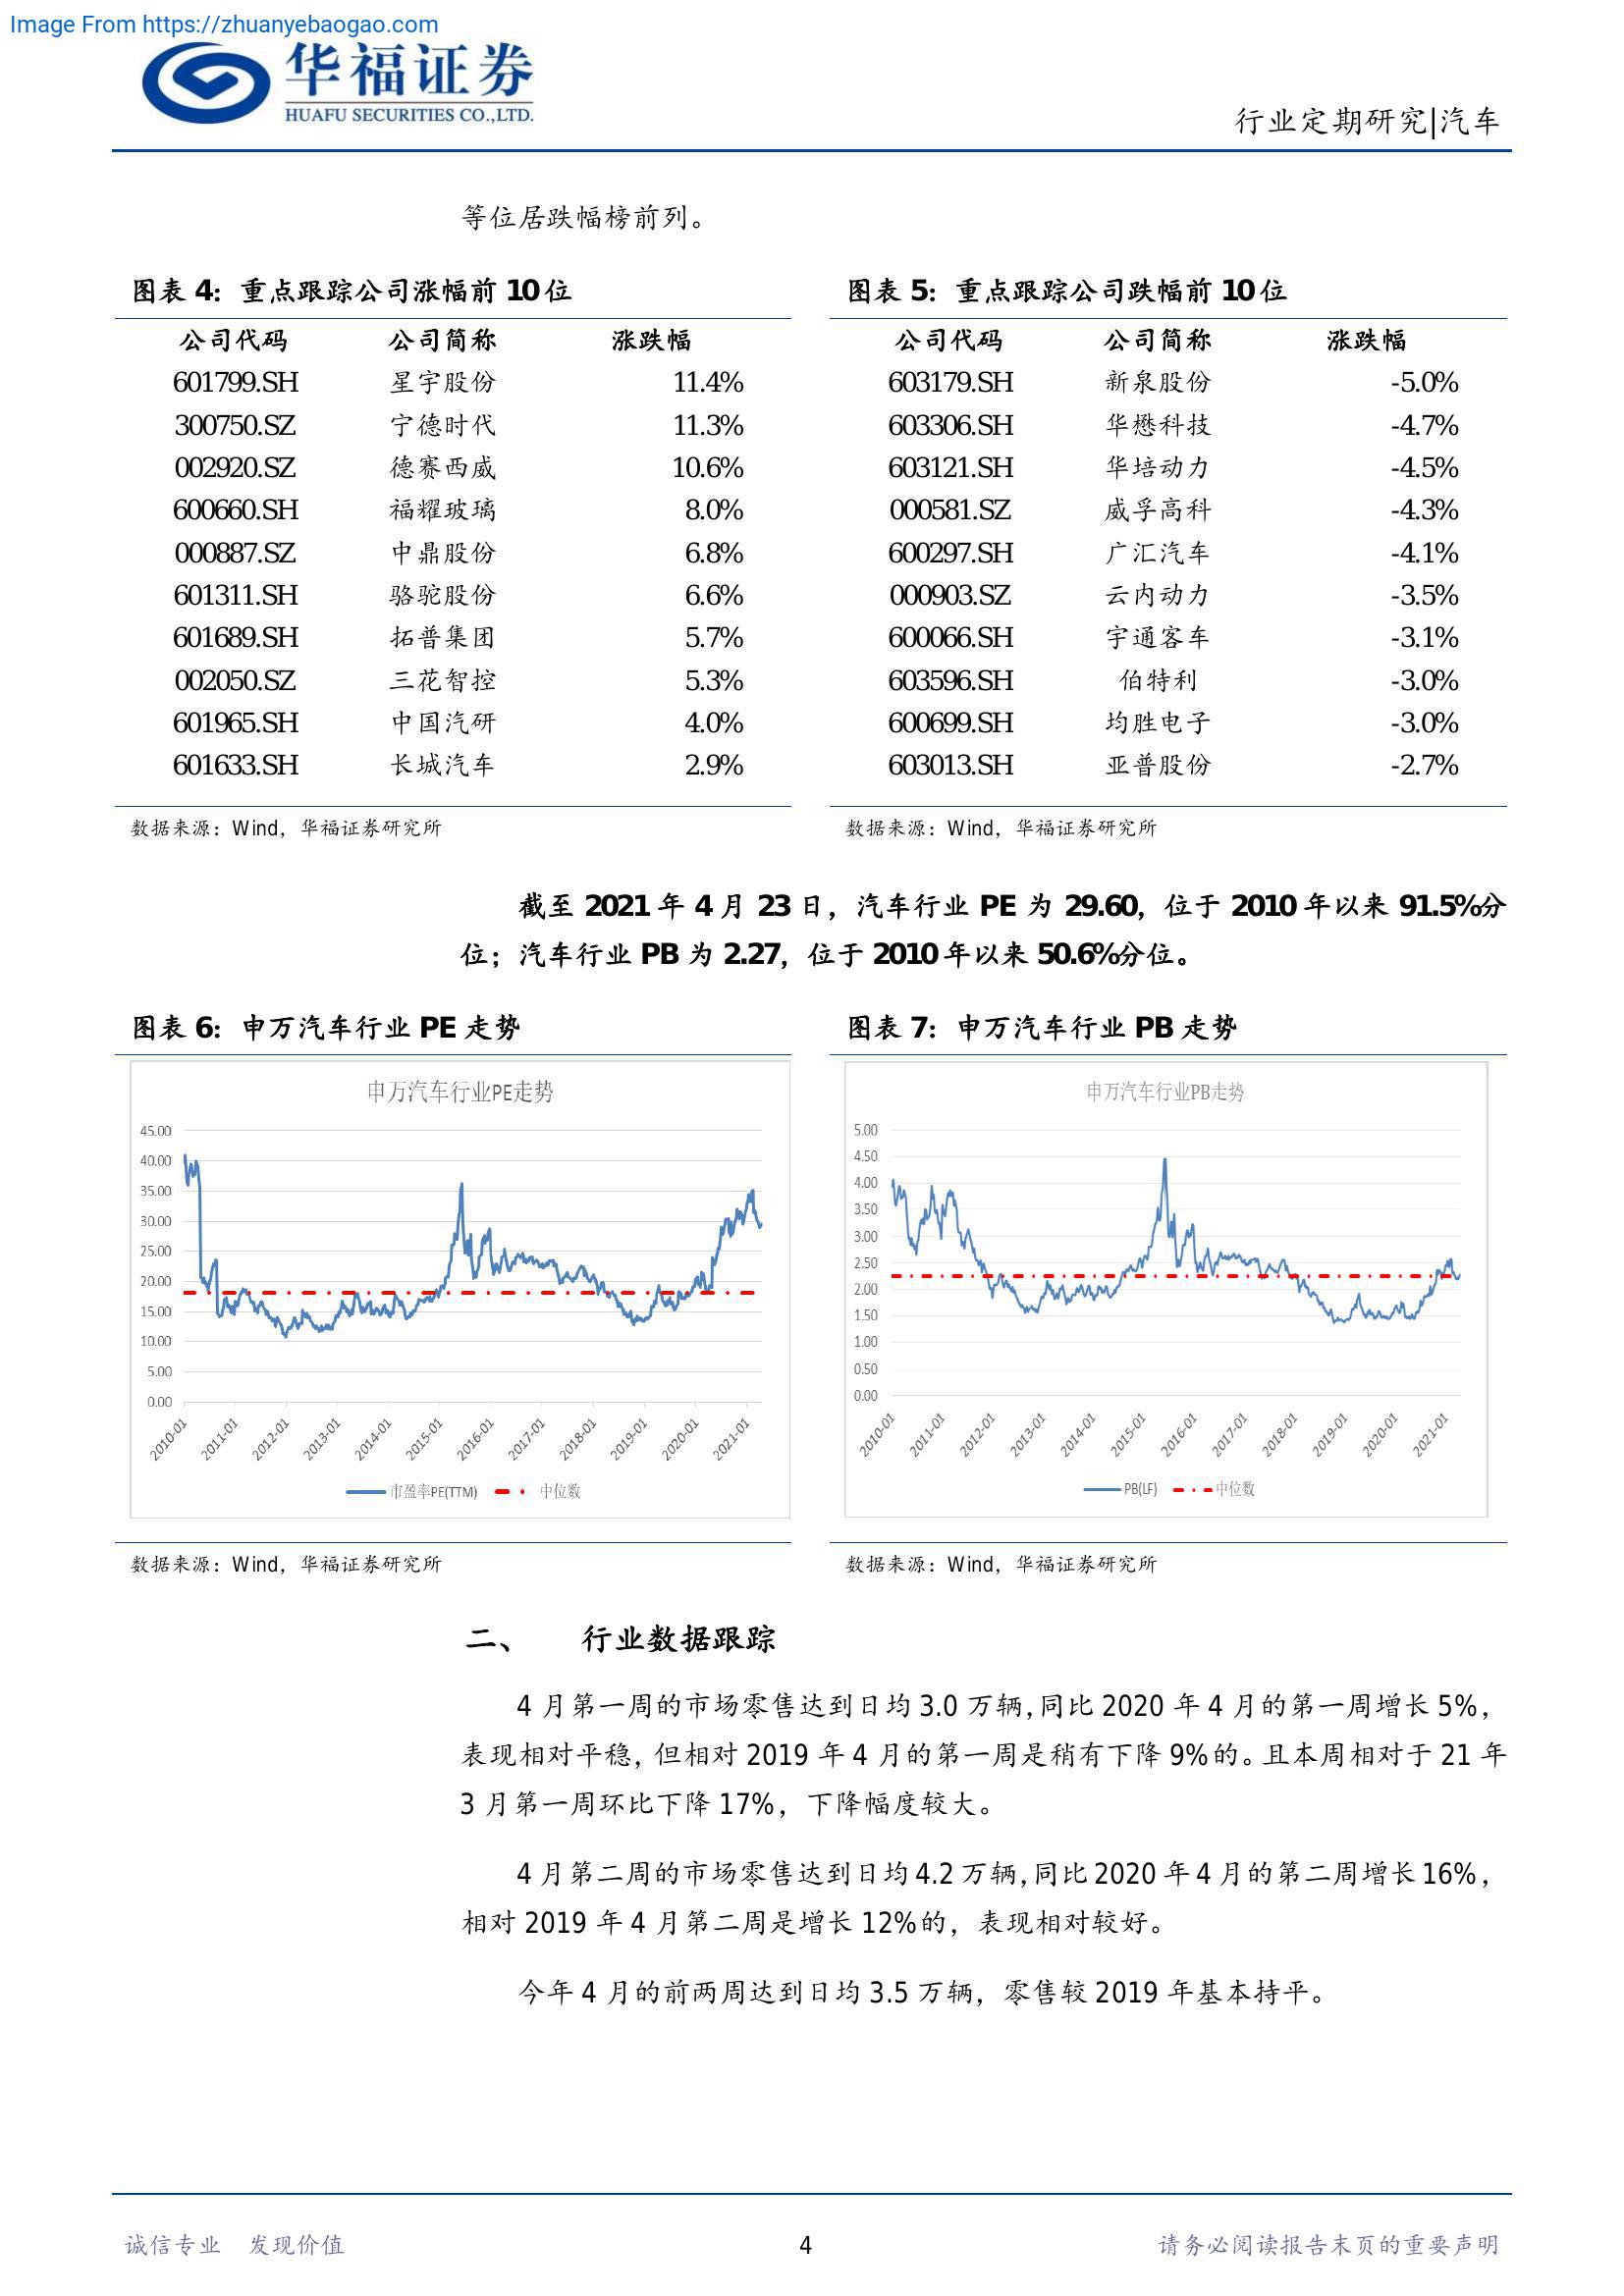 Image From https://zhuanyebaogao.com
华福证券
HUAFU SECURITIES CO.,LTD.
行业定期研究|汽车
等位居跌幅榜前列。
图表 4：重点跟踪公司涨幅前 10 位
公司代码 公司简称 涨跌幅
601799.SH 星宇股份 11.4%
300750.SZ 宁德时代 11.3%
002920.SZ 德赛西威 10.6%
600660.SH 福耀玻璃 8.0%
000887.SZ 中鼎股份 6.8%
601311.SH 骆驼股份 6.6%
601689.SH 拓普集团 5.7%
002050.SZ 三花智控 5.3%
601965.SH 中国汽研 4.0%
601633.SH 长城汽车 2.9%
数据来源：Wind，华福证券研究所
图表 5：重点跟踪公司跌幅前 10 位
公司代码 公司简称 涨跌幅
603179.SH 新泉股份 -5.0%
603306.SH 华懋科技 -4.7%
603121.SH 华培动力 -4.5%
000581.SZ 威孚高科 -4.3%
600297.SH 广汇汽车 -4.1%
000903.SZ 云内动力 -3.5%
600066.SH 宇通客车 -3.1%
603596.SH 伯特利 -3.0%
600699.SH 均胜电子 -3.0%
603013.SH 亚普股份 -2.7%
数据来源：Wind，华福证券研究所
截至 2021 年 4 月 23 日，汽车行业 PE 为 29.60，位于 2010 年以来 91.5%分
位；汽车行业 PB 为 2.27，位于 2010 年以来 50.6%分位。
图表 6：申万汽车行业 PE 走势
申万汽车行业PE走势
45.00
40.00
35.00
30.00
25.00
20.00
15.00
10.00
5.00
0.00
2010-01 2011-01 2012-01 2013-01 2014-01 2015-01 2016-01 2017-01 2018-01 2019-01 2020-01 2021-01
市盈率PE(TTM) 中位数
数据来源：Wind，华福证券研究所
图表 7：申万汽车行业 PB 走势
申万汽车行业PB走势
5.00
4.50
4.00
3.50
3.00
2.50
2.00
1.50
1.00
0.50
0.00
2010-01 2011-01 2012-01 2013-01 2014-01 2015-01 2016-01 2017-01 2018-01 2019-01 2020-01 2021-01
PB(LF) 中位数
数据来源：Wind，华福证券研究所
二、 行业数据跟踪
4 月第一周的市场零售达到日均 3.0 万辆，同比 2020 年 4 月的第一周增长 5%，
表现相对平稳，但相对 2019 年 4 月的第一周是稍有下降 9%的。且本周相对于 21 年
3 月第一周环比下降 17%，下降幅度较大。
4 月第二周的市场零售达到日均 4.2 万辆，同比 2020 年 4 月的第二周增长 16%，
相对 2019 年 4 月第二周是增长 12%的，表现相对较好。
今年 4 月的前两周达到日均 3.5 万辆，零售较 2019 年基本持平。
诚信专业 发现价值
4
请务必阅读报告末页的重要声明